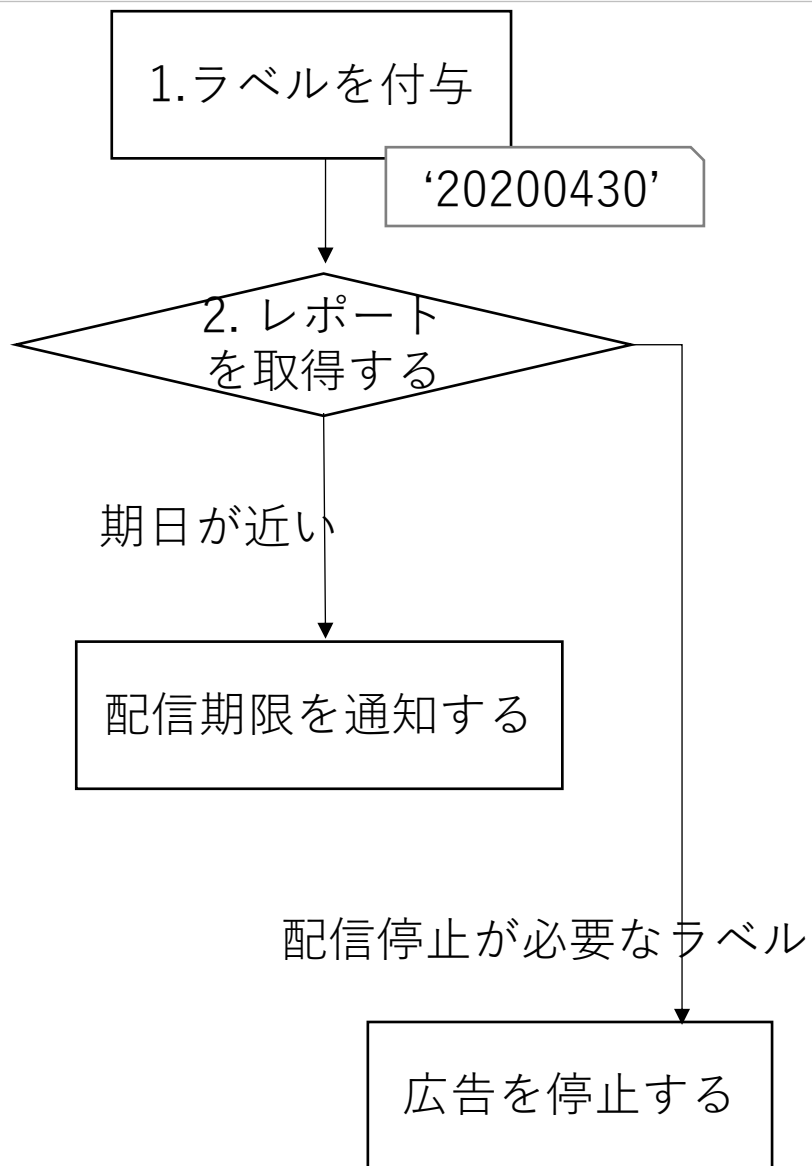 1.ラベルを付与
‘20200430’
2. レポート
を取得する
期日が近い
配信期限を通知する
配信停止が必要なラベル
広告を停止する